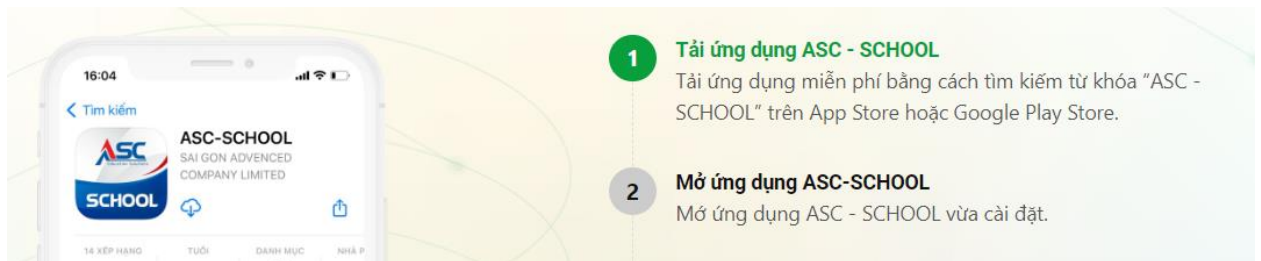 16:04
Tìm kiếm
ASC
SCHOOL
ASC-SCHOOL
SAI GON ADVENCED
COMPANY LIMITED
14 XẾP HẠNG TUỔI DANH MỤC NHÀ P
1 Tải ứng dụng ASC - SCHOOL
Tải ứng dụng miễn phí bằng cách tìm kiếm từ khóa “ASC -
SCHOOL” trên App Store hoặc Google Play Store.
2 Mở ứng dụng ASC-SCHOOL
Mớ ứng dụng ASC - SCHOOL vừa cài đặt.